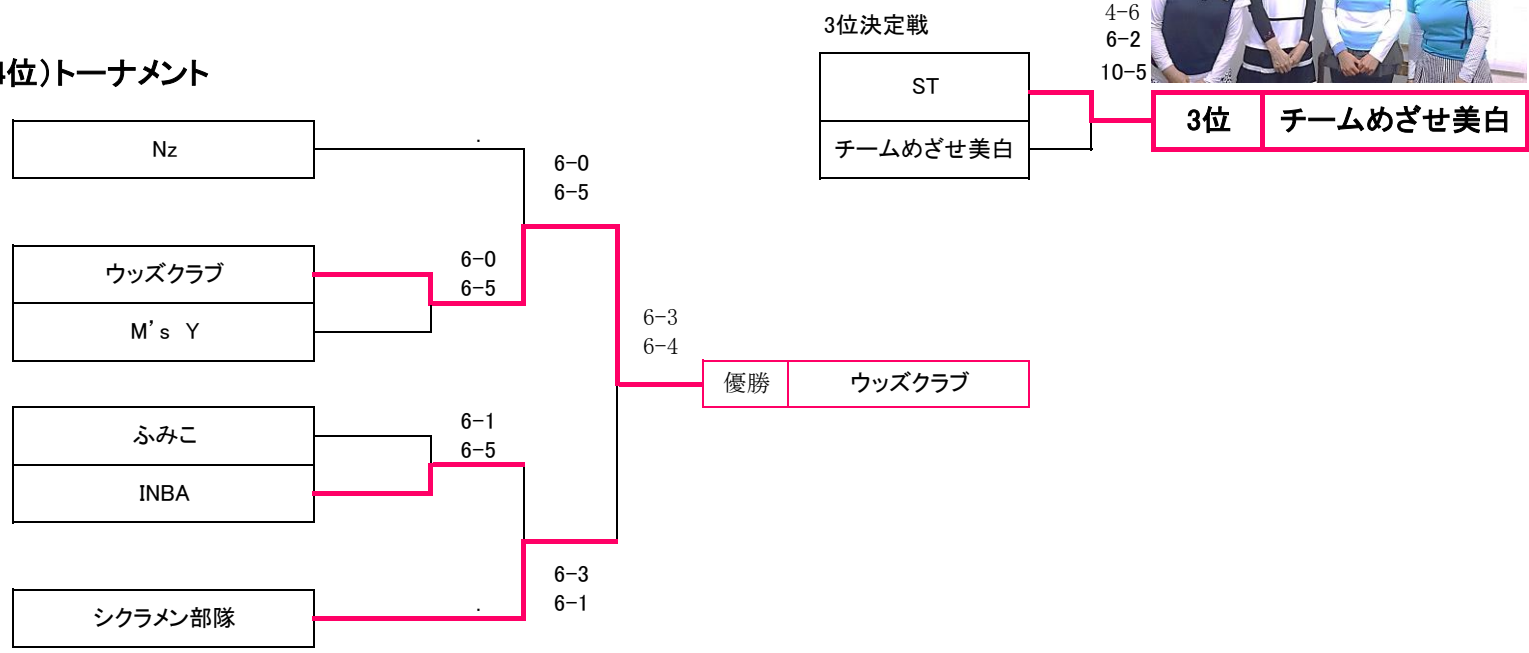 3位決定戦
4-6
6-2
10-5
位)トーナメント
ST
チームめざせ美白
3位 チームめざせ美白
Nz
6-0
6-5
ウッズクラブ
M's Y
6-0
6-5
6-3
6-4
優勝 ウッズクラブ
ふみこ
INBA
6-1
6-5
シクラメン部隊
6-3
6-1